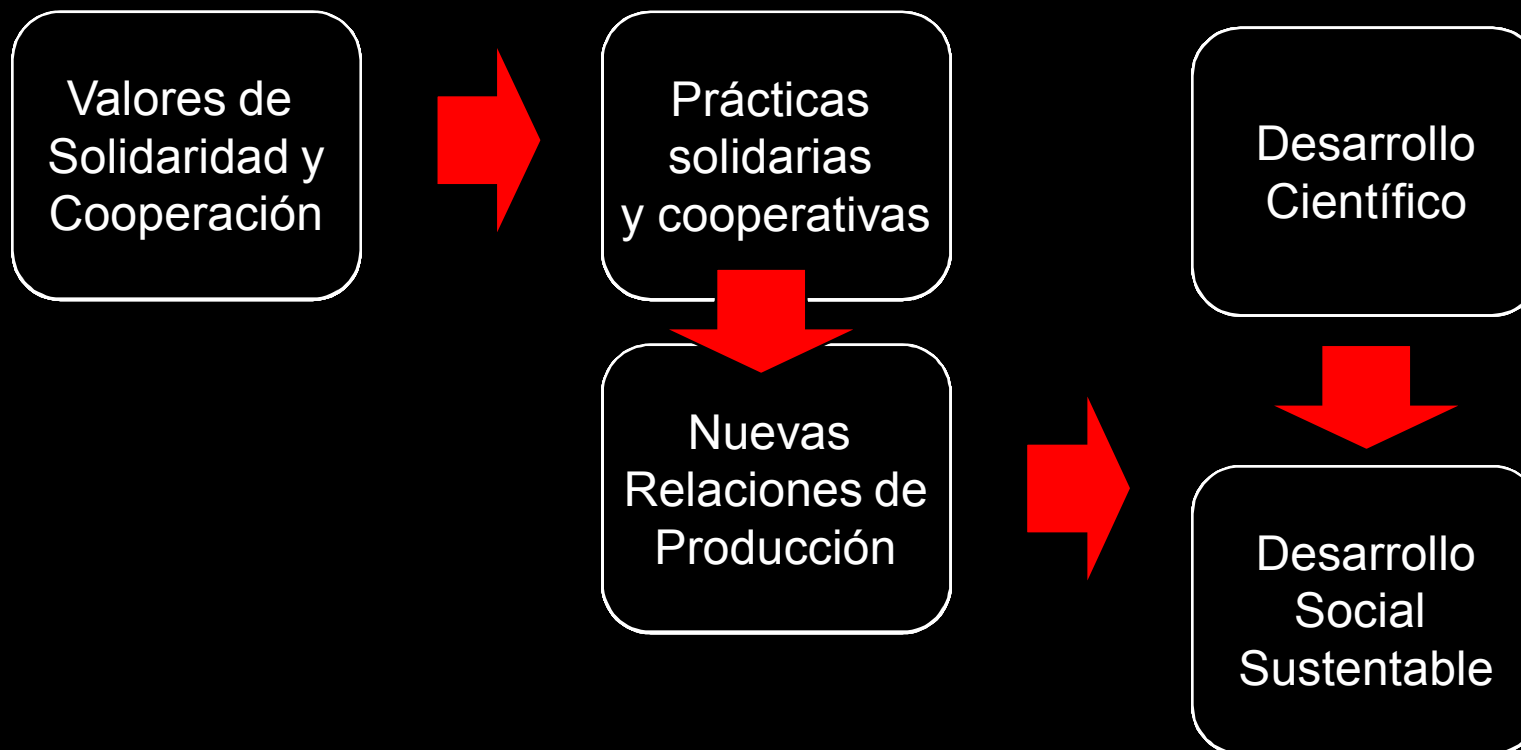 Valores de
Solidaridad y
Cooperación
Prácticas
solidarias
y cooperativas
Desarrollo
Científico
Nuevas
Relaciones de
Producción
Desarrollo
Social
Sustentable